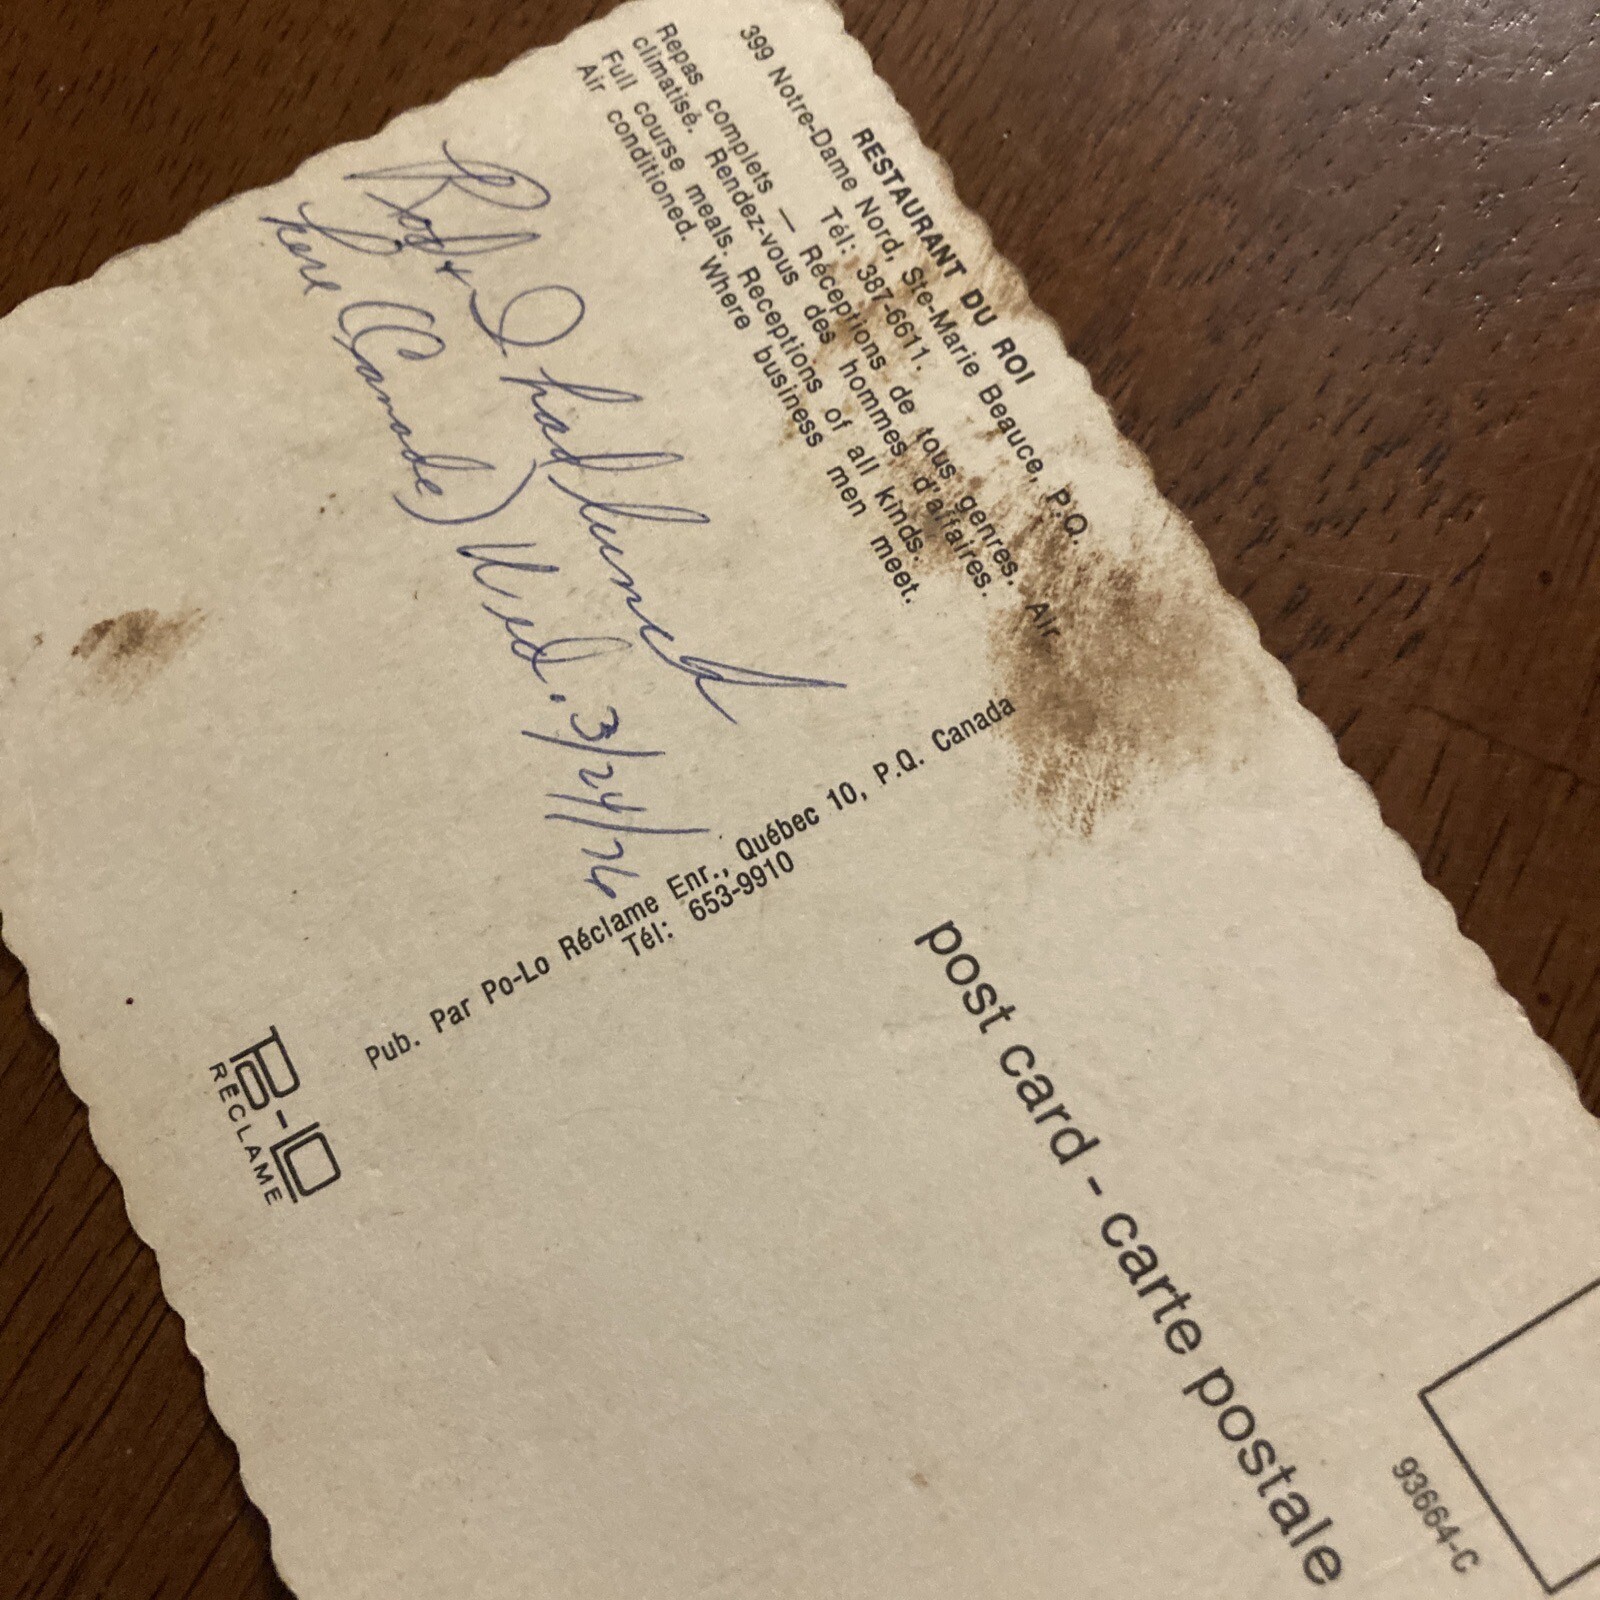 RESTAURANT DU ROI
399 Notre-Dame Nord, Ste-Marie Beauce, P.Q.
Tél: 387-6611.
Repas complets — Réceptions de tous genres. Air
climatisé. Rendez-vous des hommes d'affaires.
Full course meals. Receptions of all kinds.
Air conditioned. Where business men meet.
Rod + I had lunch
here (Canada) Wed. 3/24/76
Pub. Par Po-Lo Réclame Enr., Québec 10, P.Q. Canada
Tél: 653-9910
Po-lo
RÉCLAME
post card - carte postale
93664-C